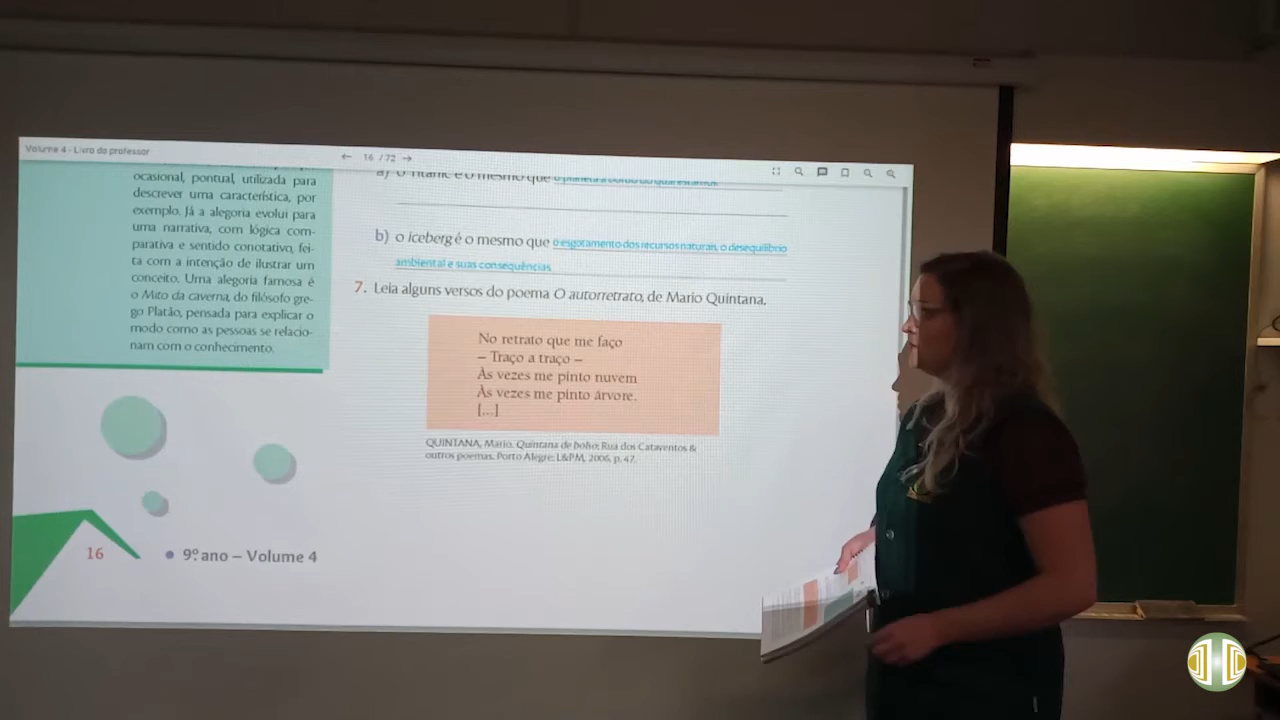 Volume 4 - Livro do professor
← 16 /72 →
ocasional, pontual, utilizada para
descrever uma característica, por
exemplo. Já a alegoria evolui para
uma narrativa, com lógica com-
parativa e sentido conotativo, fei-
ta com a intenção de ilustrar um
conceito. Uma alegoria famosa é
o Mito da caverna, do filósofo gre-
go Platão, pensada para explicar o
modo como as pessoas se relacio-
nam com o conhecimento.
16
9º. ano – Volume 4
a) o Titanic é o mesmo que
b) o iceberg é o mesmo que o esgotamento dos recursos naturais, o desequilíbrio
ambiental e suas consequências.
7. Leia alguns versos do poema O autorretrato, de Mario Quintana.
No retrato que me faço
– Traço a traço –
Às vezes me pinto nuvem
Às vezes me pinto árvore.
[...]
QUINTANA, Mario. Quintana de bolso: Rua dos Cataventos &
outros poemas. Porto Alegre: L&PM, 2006. p. 47.